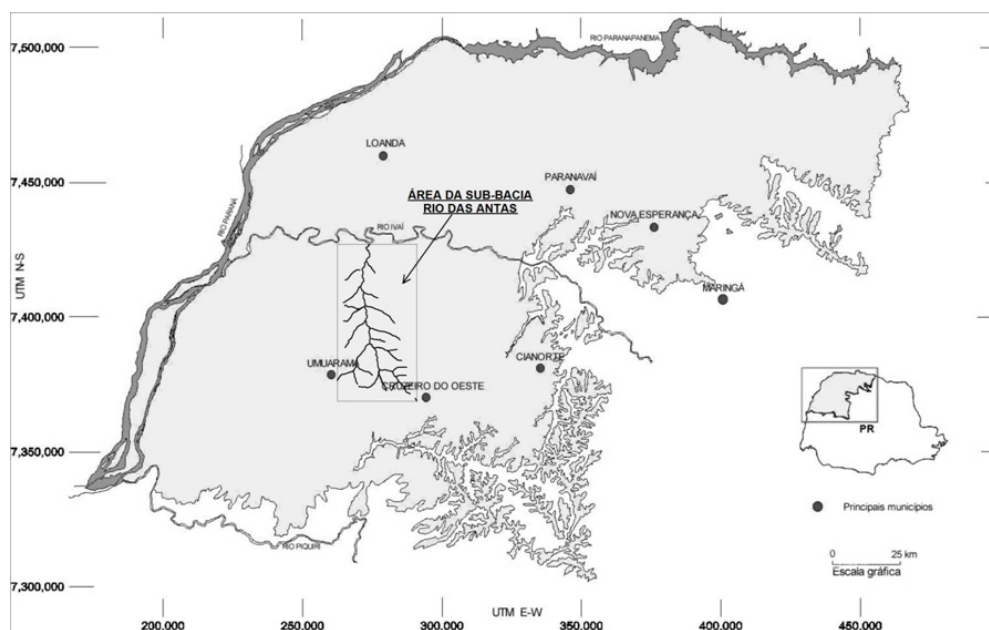 7,500,000
RIO PARANAPANEMA
LOANDA
7,450,000
PARANAVAÍ
ÁREA DA SUB-BACIA
RIO DAS ANTAS
NOVA ESPERANÇA
RIO PARANÁ
RIO IVAÍ
UTM N-S
MARINGÁ
7,400,000
UMUARAMA
CIANORTE
CRUZEIRO DO OESTE
PR
7,350,000
Principais municípios
RIO PIQUIRI
0 25 km
Escala gráfica
7,300,000
UTM E-W
200,000 250,000 300,000 350,000 400,000 450,000